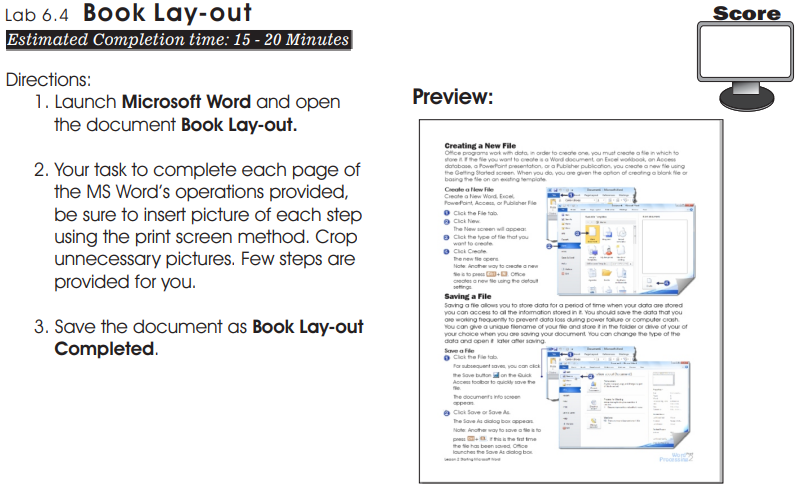 Lab 6.4 Book Lay-out
Estimated Completion time: 15 - 20 Minutes
Score
Directions:
1. Launch Microsoft Word and open
the document Book Lay-out.
2. Your task to complete each page of
the MS Word's operations provided,
be sure to insert picture of each step
using the print screen method. Crop
unnecessary pictures. Few steps are
provided for you.
3. Save the document as Book Lay-out
Completed.
Preview:
Creating a New File
Office programs work with data, in order to create one, you must create a file in which to
store it. If the file you want to create is a Word document, an Excel workbook, an Access
database, a PowerPoint presentation, or a Publisher publication, you create a new file using
the Getting Started screen. When you do, you are given the option of creating a blank file or
basing the file on an existing template.
Create a New File
Create a New Word, Excel,
PowerPoint, Access, or Publisher File
1 Click the File tab.
2 Click New.
The New screen will appear.
3 Click the type of file that you
want to create.
Click Create.
The new file opens.
Note: Another way to create a new
file is to press + . Office
creates a new file using the default
settings.
Saving a File
Saving a file allows you to store data for a period of time when your data are stored
you can access to all the information stored in it. You should save the data that you
are working frequently to prevent data loss during power failure or computer crash.
You can give a unique filename of your file and store it in the folder or drive of your of
your choice when you are saving your document. You can change the type of the
data and open it later after saving.
Save a File
1 Click the File tab.
For subsequent saves, you can click
the Save button on the Quick
Access toolbar to quickly save the
file.
The document's info screen
appears.
2 Click Save or Save As.
The Save As dialog box appears.
Note: Another way to save a file is to
press + . If this is the first time
the file has been saved, Office
launches the Save As dialog box.
Lesson 6 Starting Microsoft Word
Word